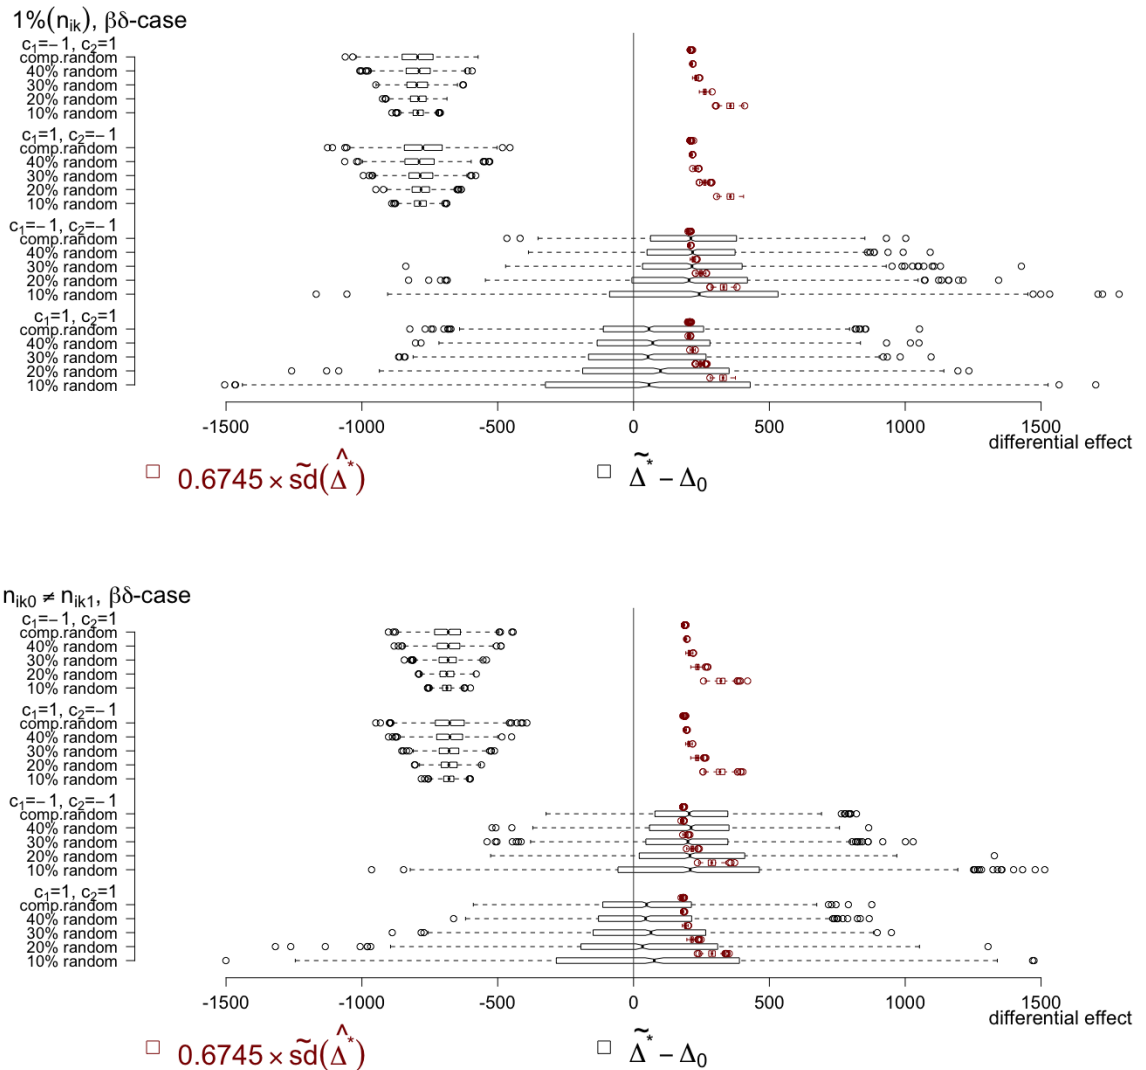 1%(nᵢₖ), βδ-case
c₁=−1, c₂=1
comp.random
40% random
30% random
20% random
10% random
c₁=1, c₂=−1
comp.random
40% random
30% random
20% random
10% random
c₁=−1, c₂=−1
comp.random
40% random
30% random
20% random
10% random
c₁=1, c₂=1
comp.random
40% random
30% random
20% random
10% random
-1500 -1000 -500 0 500 1000 1500
differential effect
0.6745 × s̃d(Δ̂*) Δ̃* − Δ₀
nᵢₖ₀ ≠ nᵢₖ₁, βδ-case
c₁=−1, c₂=1
comp.random
40% random
30% random
20% random
10% random
c₁=1, c₂=−1
comp.random
40% random
30% random
20% random
10% random
c₁=−1, c₂=−1
comp.random
40% random
30% random
20% random
10% random
c₁=1, c₂=1
comp.random
40% random
30% random
20% random
10% random
-1500 -1000 -500 0 500 1000 1500
differential effect
0.6745 × s̃d(Δ̂*) Δ̃* − Δ₀